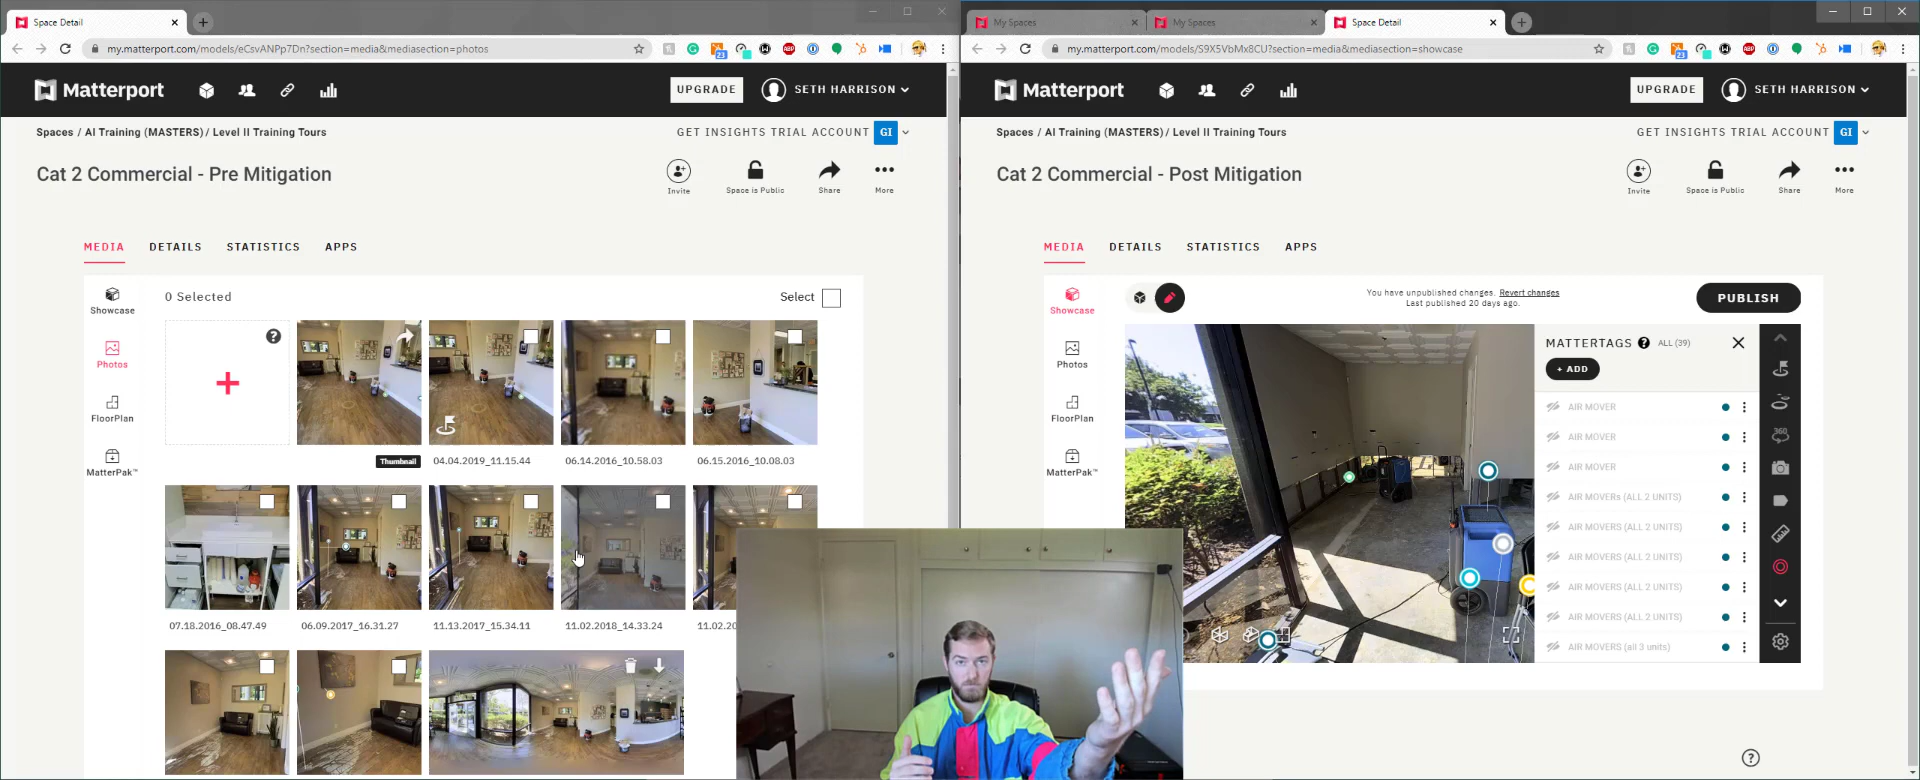 Space Detail
my.matterport.com/models/eCsvANPp7Dn?section=media&mediasection=photos
Matterport
UPGRADE
SETH HARRISON
Spaces / AI Training (MASTERS) / Level II Training Tours
GET INSIGHTS TRIAL ACCOUNT GI
Cat 2 Commercial - Pre Mitigation
Invite
Space is Public
Share
More
MEDIA DETAILS STATISTICS APPS
Showcase
Photos
FloorPlan
MatterPak™
0 Selected
Select
Thumbnail
04.04.2019_11.15.44
06.14.2016_10.58.03
06.15.2016_10.08.03
07.18.2016_08.47.49
06.09.2017_16.31.27
11.13.2017_15.34.11
11.02.2018_14.33.24
11.02.20
My Spaces
My Spaces
Space Detail
my.matterport.com/models/S9X5VbMx8CU?section=media&mediasection=showcase
Matterport
UPGRADE
SETH HARRISON
Spaces / AI Training (MASTERS) / Level II Training Tours
GET INSIGHTS TRIAL ACCOUNT GI
Cat 2 Commercial - Post Mitigation
Invite
Space is Public
Share
More
MEDIA DETAILS STATISTICS APPS
Showcase
Photos
FloorPlan
MatterPak™
You have unpublished changes. Revert changes
Last published 20 days ago.
PUBLISH
MATTERTAGS ? ALL (39)
+ ADD
AIR MOVER
AIR MOVER
AIR MOVER
AIR MOVERs (ALL 2 UNITS)
AIR MOVERS (ALL 2 UNITS)
AIR MOVERS (ALL 2 UNITS)
AIR MOVERS (ALL 2 UNITS)
AIR MOVERS (ALL 2 UNITS)
AIR MOVERS (all 3 units)
360